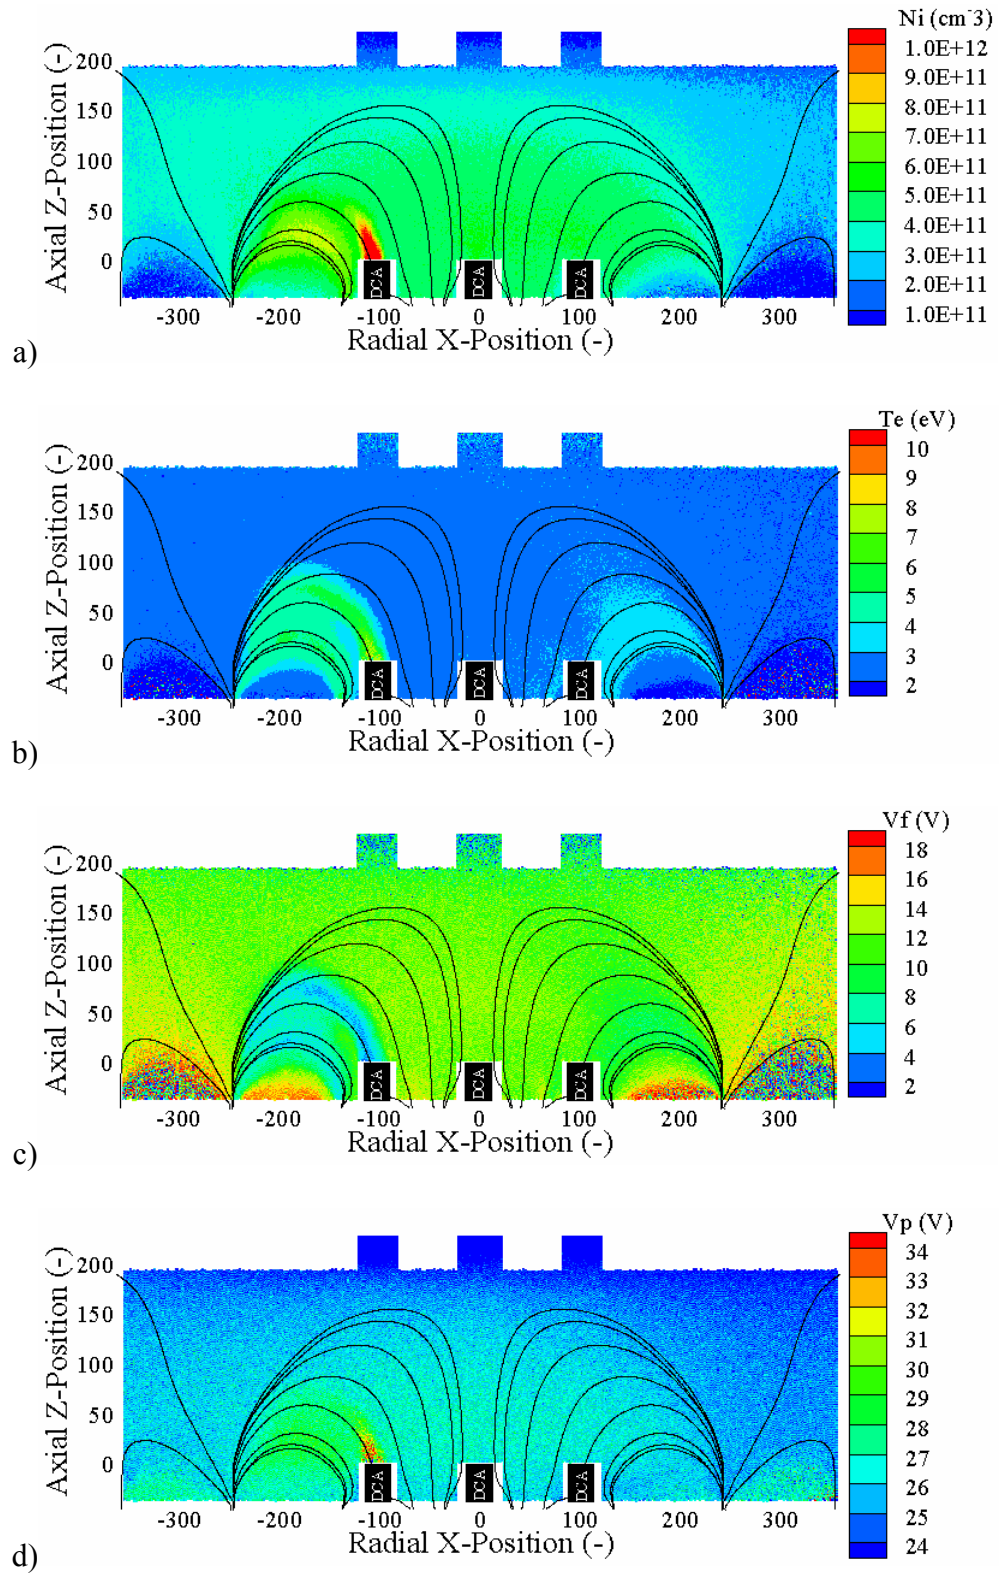 Ni (cm⁻3)
1.0E+12
9.0E+11
8.0E+11
7.0E+11
6.0E+11
5.0E+11
4.0E+11
3.0E+11
2.0E+11
1.0E+11
Axial Z-Position (-)
200
150
100
50
0
DCA DCA DCA
-300 -200 -100 0 100 200 300
Radial X-Position (-)
a)
Te (eV)
10
9
8
7
6
5
4
3
2
Axial Z-Position (-)
200
150
100
50
0
DCA DCA DCA
-300 -200 -100 0 100 200 300
Radial X-Position (-)
b)
Vf (V)
18
16
14
12
10
8
6
4
2
Axial Z-Position (-)
200
150
100
50
0
DCA DCA DCA
-300 -200 -100 0 100 200 300
Radial X-Position (-)
c)
Vp (V)
34
33
32
31
30
29
28
27
26
25
24
Axial Z-Position (-)
200
150
100
50
0
DCA DCA DCA
-300 -200 -100 0 100 200 300
Radial X-Position (-)
d)